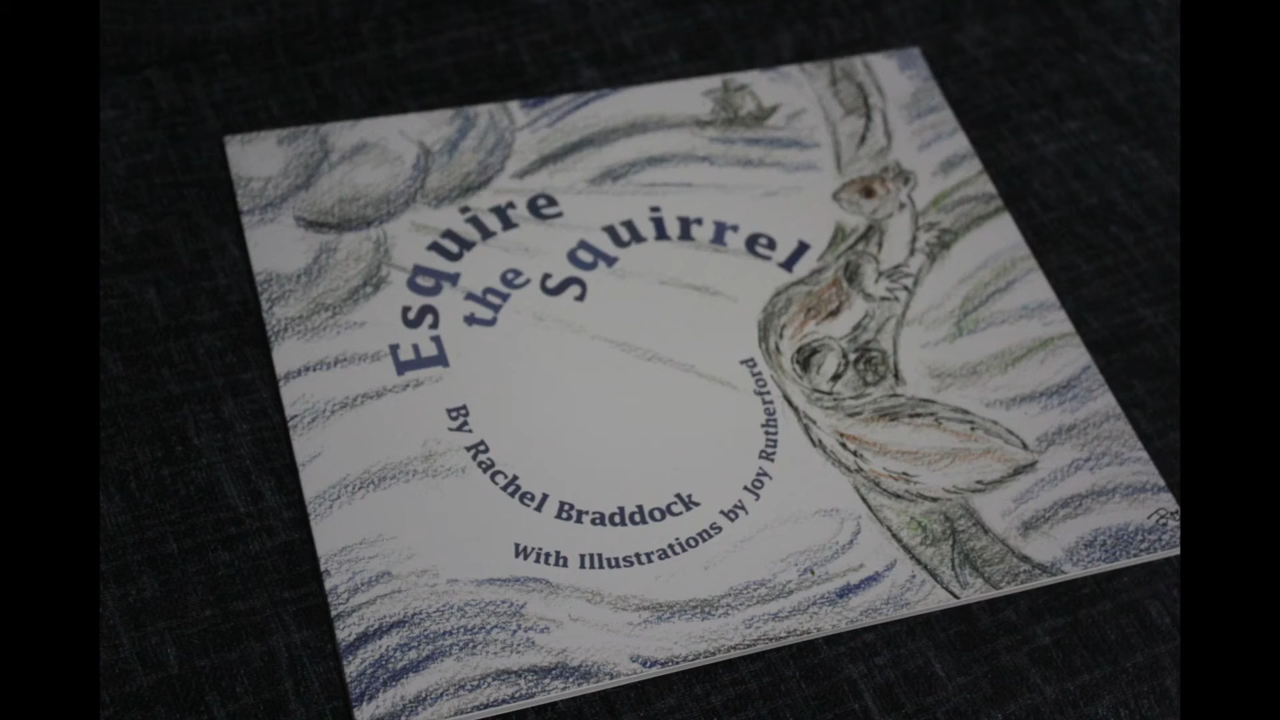 Esquire
the
Squirrel
By Rachel Braddock
With Illustrations by Joy Rutherford